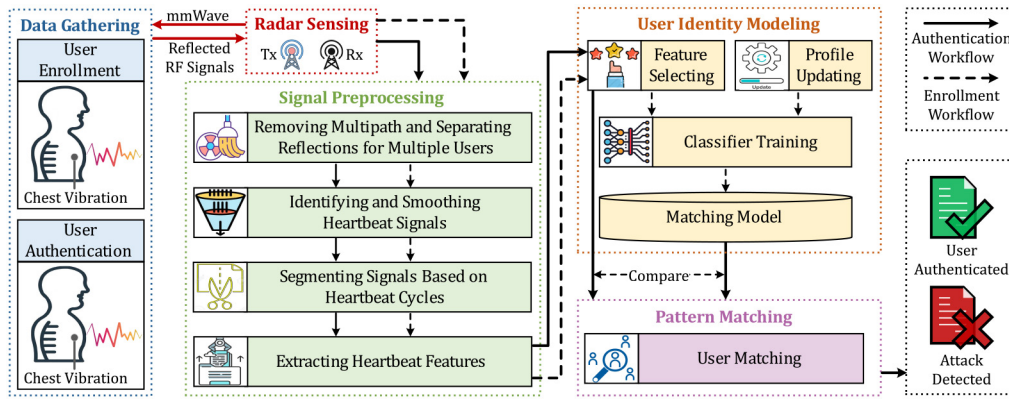 Data Gathering
User
Enrollment
Chest Vibration
User
Authentication
Chest Vibration
mmWave
Reflected
RF Signals
Radar Sensing
Tx
Rx
Signal Preprocessing
Removing Multipath and Separating
Reflections for Multiple Users
Identifying and Smoothing
Heartbeat Signals
Segmenting Signals Based on
Heartbeat Cycles
Extracting Heartbeat Features
User Identity Modeling
Feature
Selecting
Update
Profile
Updating
Classifier Training
Matching Model
Compare
Pattern Matching
User Matching
Authentication
Workflow
Enrollment
Workflow
User
Authenticated
Attack
Detected